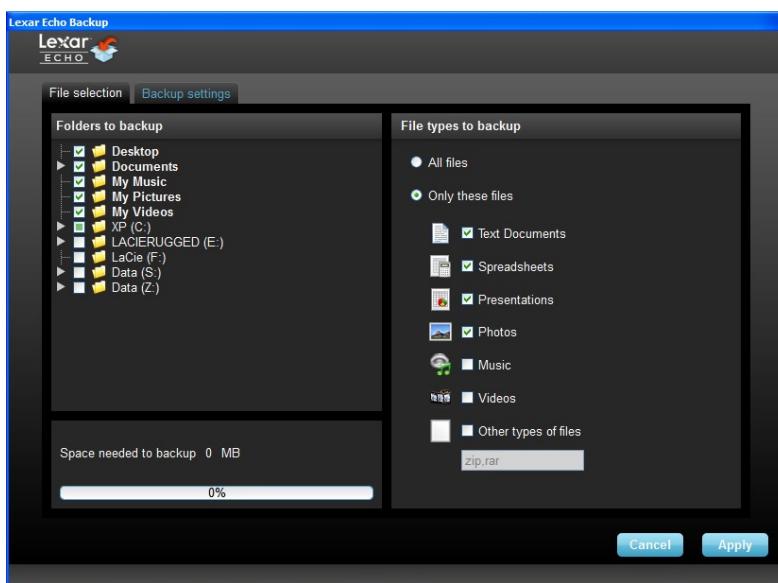 Lexar Echo Backup
Lexar
ECHO
File selection
Backup settings
Folders to backup
Desktop
Documents
My Music
My Pictures
My Videos
XP (C:)
LACIERUGGED (E:)
LaCie (F:)
Data (S:)
Data (Z:)
Space needed to backup 0 MB
0%
File types to backup
All files
Only these files
Text Documents
Spreadsheets
Presentations
Photos
Music
Videos
Other types of files
zip,rar
Cancel
Apply